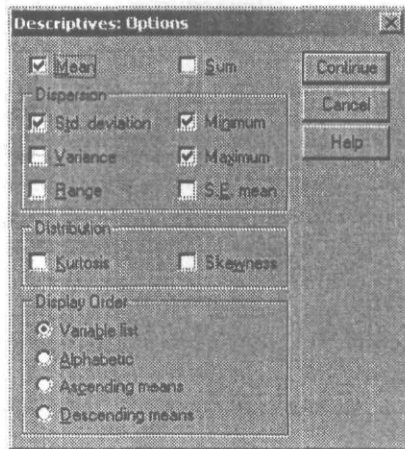 Descriptives: Options
Mean Sum Continue
Dispersion Cancel
Std. deviation Minimum Help
Variance Maximum
Range S.E. mean
Distribution
Kurtosis Skewness
Display Order
Variable list
Alphabetic
Ascending means
Descending means